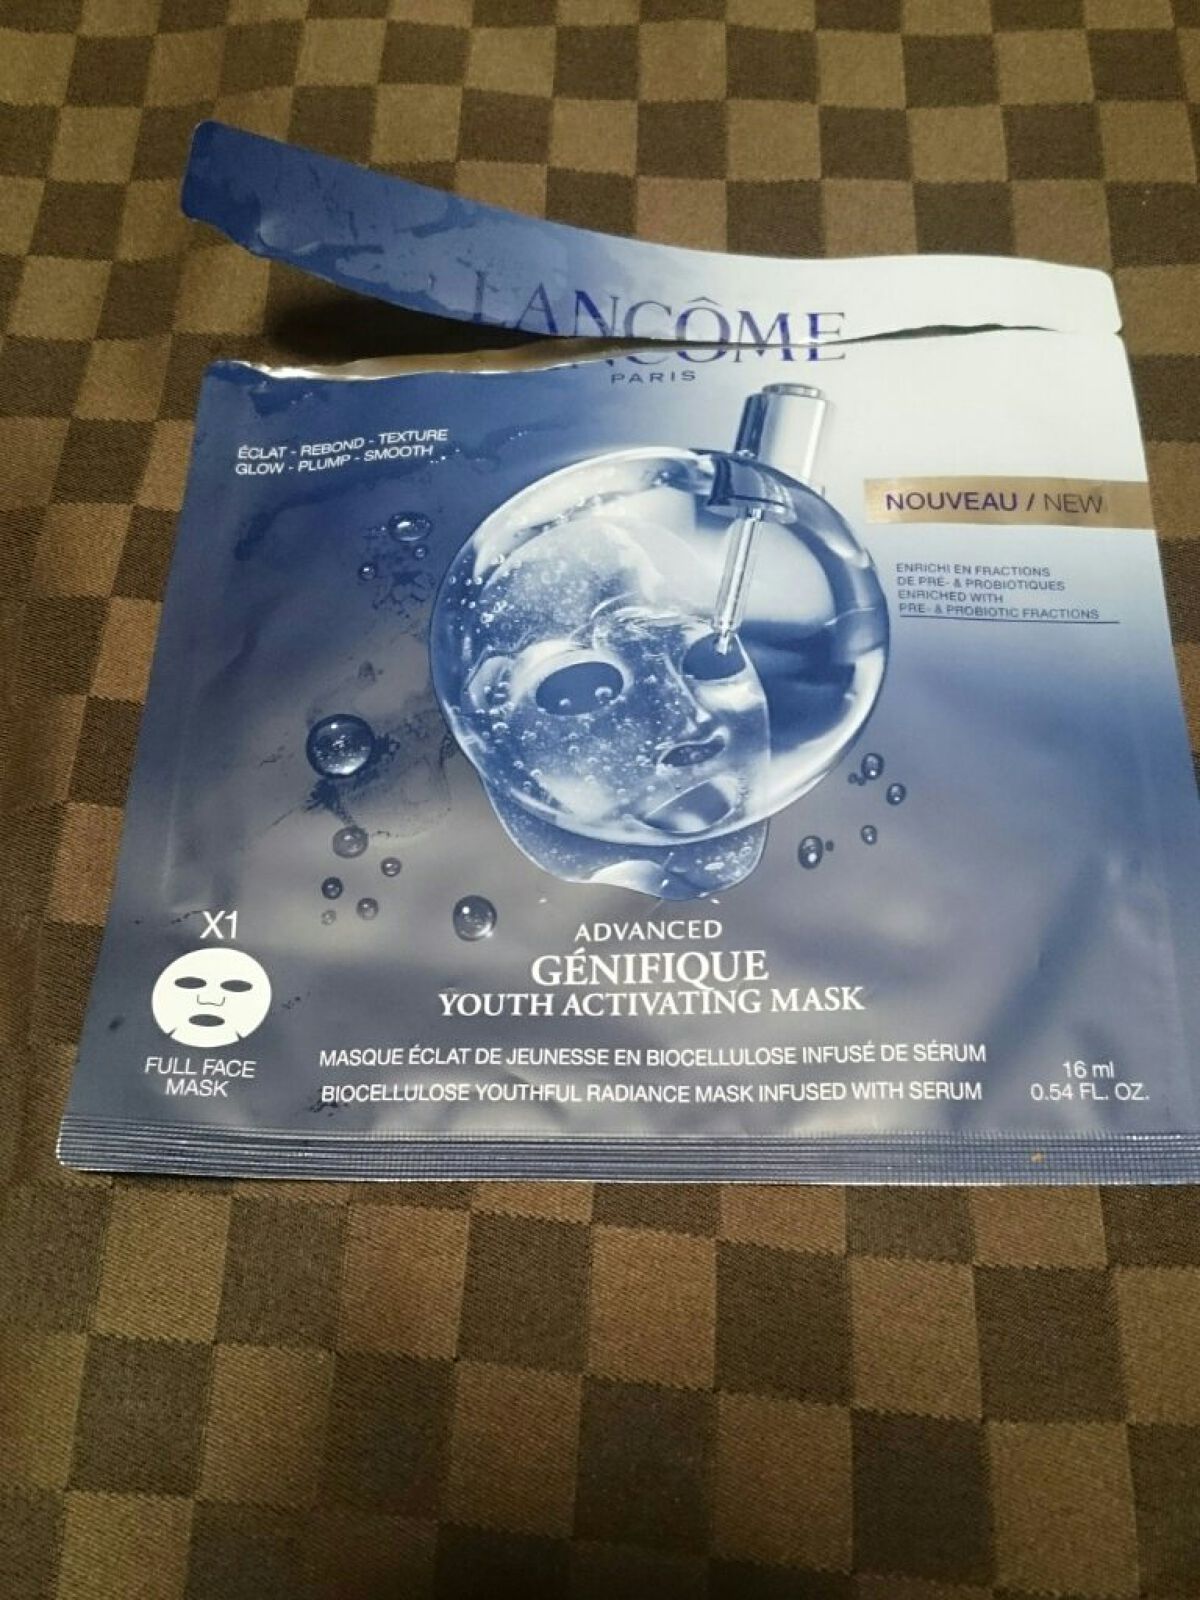 LANCÔME
PARIS
ÉCLAT - REBOND - TEXTURE
GLOW - PLUMP - SMOOTH
NOUVEAU / NEW
ENRICHI EN FRACTIONS
DE PRÉ- & PROBIOTIQUES
ENRICHED WITH
PRE- & PROBIOTIC FRACTIONS
X1
FULL FACE
MASK
ADVANCED
GÉNIFIQUE
YOUTH ACTIVATING MASK
MASQUE ÉCLAT DE JEUNESSE EN BIOCELLULOSE INFUSÉ DE SÉRUM
BIOCELLULOSE YOUTHFUL RADIANCE MASK INFUSED WITH SERUM
16 ml
0.54 FL. OZ.